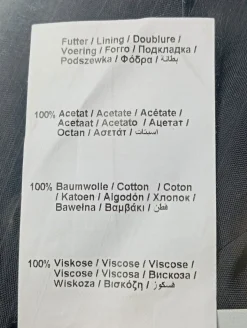 Futter / Lining / Doublure /
Voering / Forro / Подкладка /
Podszewka / Φόδρα / بطانة /
100% Acetat / Acetate / Acétate /
Acetaat / Acetato / Ацетат /
Octan / Ασετάτ / اسيتات
100% Baumwolle / Cotton / Coton
/ Katoen / Algodón / Хлопок /
Bawełna / Βαμβάκι / قطن
100% Viskose / Viscose / Viscose /
Viscose / Viscosa / Вискоза /
Wiskoza / Βισκόζη / فسكوز